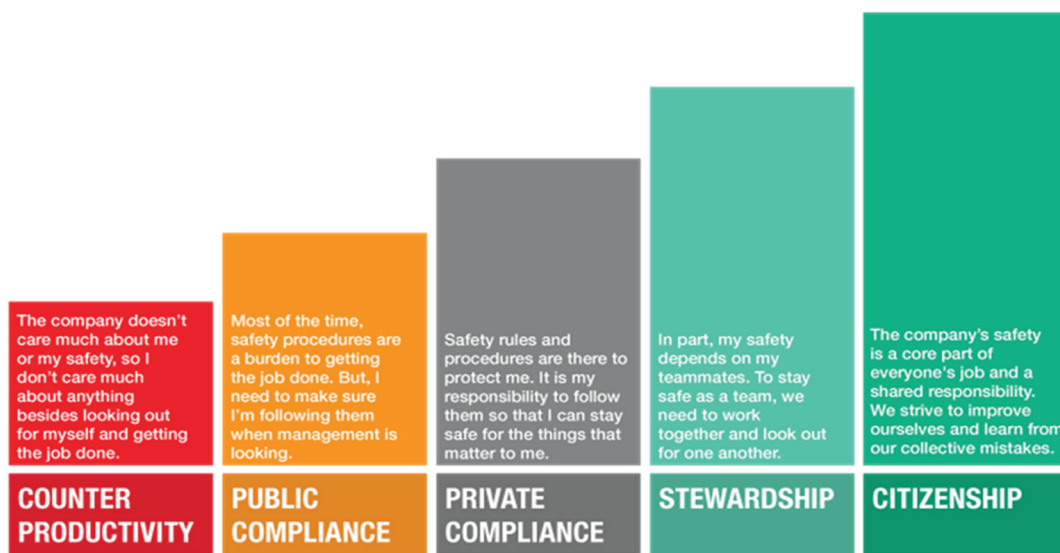 The company doesn't
care much about me
or my safety, so I
don't care much
about anything
besides looking out
for myself and getting
the job done.
COUNTER
PRODUCTIVITY
Most of the time,
safety procedures are
a burden to getting
the job done. But, I
need to make sure
I'm following them
when management is
looking.
PUBLIC
COMPLIANCE
Safety rules and
procedures are there to
protect me. It is my
responsibility to follow
them so that I can stay
safe for the things that
matter to me.
PRIVATE
COMPLIANCE
In part, my safety
depends on my
teammates. To stay
safe as a team, we
need to work
together and look out
for one another.
STEWARDSHIP
The company's safety
is a core part of
everyone's job and a
shared responsibility.
We strive to improve
ourselves and learn from
our collective mistakes.
CITIZENSHIP